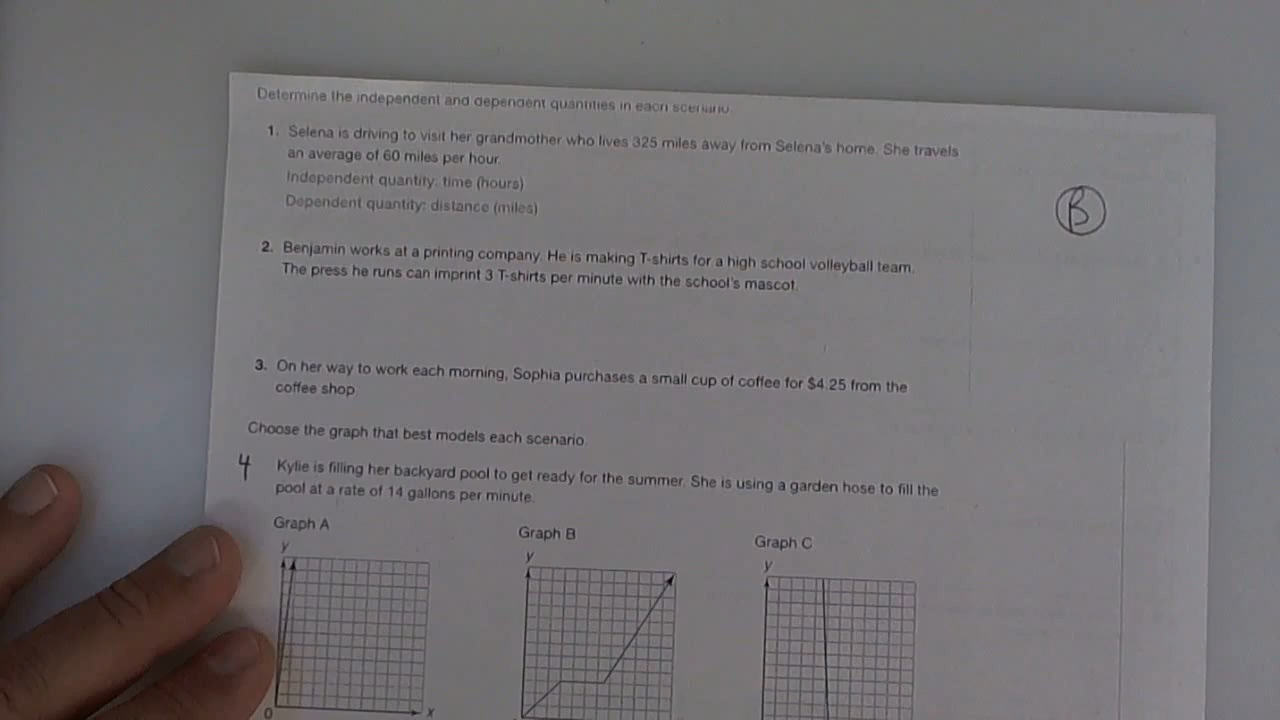 Determine the independent and dependent quantities in each scenario.
1. Selena is driving to visit her grandmother who lives 325 miles away from Selena's home. She travels
an average of 60 miles per hour.
Independent quantity: time (hours)
Dependent quantity: distance (miles)
B
2. Benjamin works at a printing company. He is making T-shirts for a high school volleyball team.
The press he runs can imprint 3 T-shirts per minute with the school's mascot.
3. On her way to work each morning, Sophia purchases a small cup of coffee for $4.25 from the
coffee shop.
Choose the graph that best models each scenario.
4 Kylie is filling her backyard pool to get ready for the summer. She is using a garden hose to fill the
pool at a rate of 14 gallons per minute.
Graph A
Graph B
Graph C
y
y
y
0
x